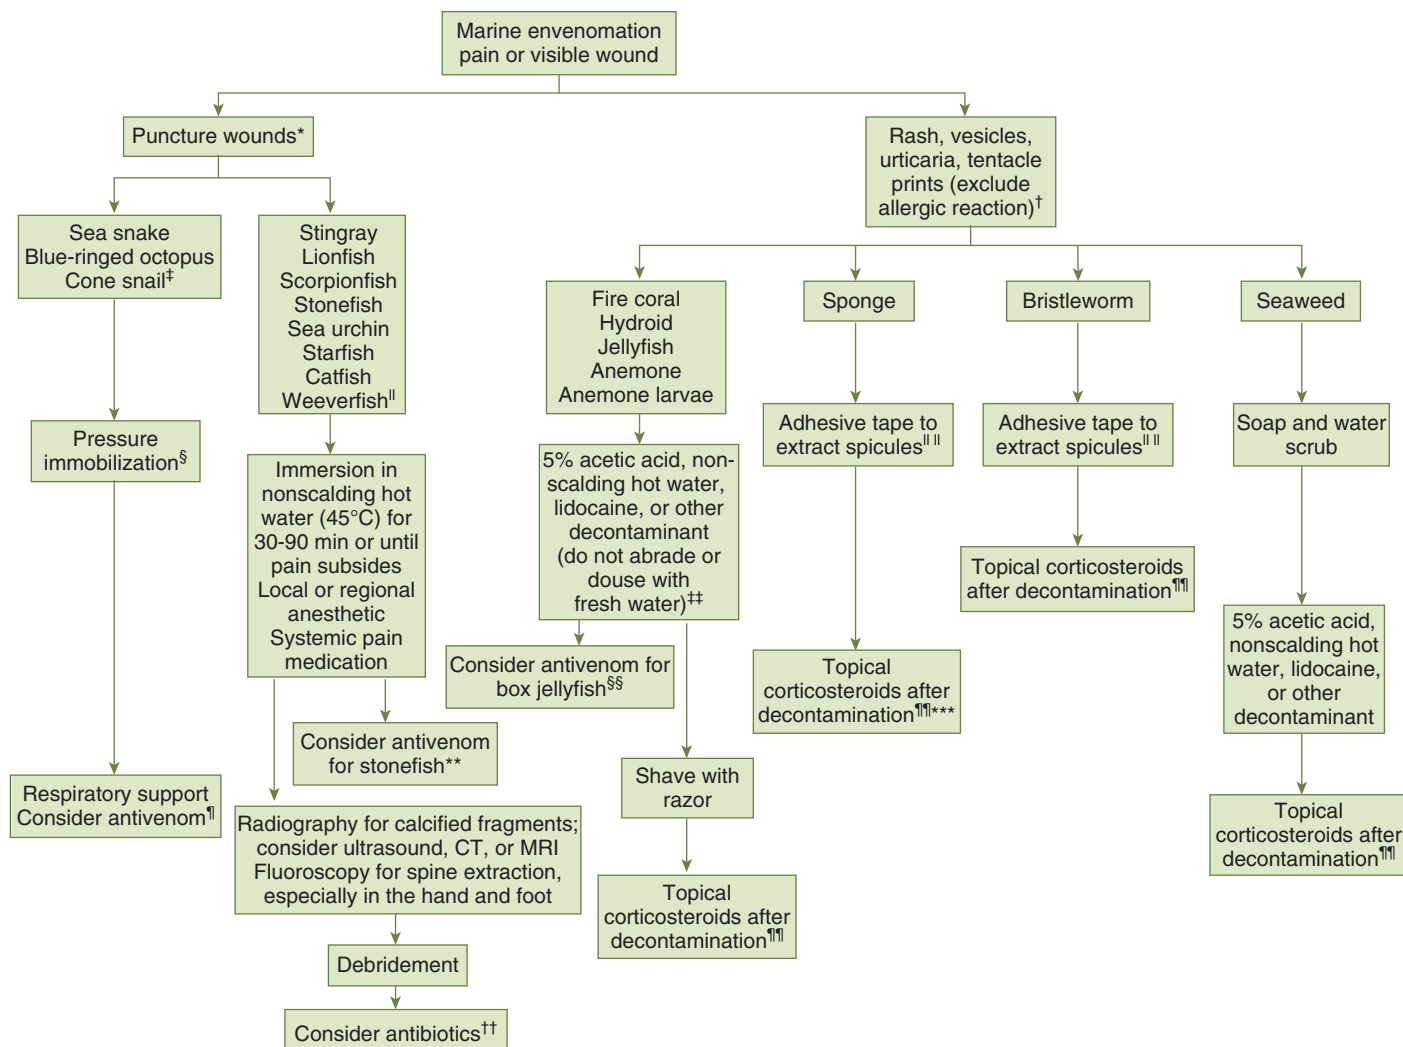 Marine envenomation
pain or visible wound
Puncture wounds*
Rash, vesicles,
urticaria, tentacle
prints (exclude
allergic reaction)†
Sea snake
Blue-ringed octopus
Cone snail‡
Stingray
Lionfish
Scorpionfish
Stonefish
Sea urchin
Starfish
Catfish
Weeverfish||
Fire coral
Hydroid
Jellyfish
Anemone
Anemone larvae
Sponge
Bristleworm
Seaweed
Pressure
immobilization§
Immersion in
nonscalding hot
water (45°C) for
30-90 min or until
pain subsides
Local or regional
anesthetic
Systemic pain
medication
5% acetic acid, non-
scalding hot water,
lidocaine, or other
decontaminant
(do not abrade or
douse with
fresh water)‡‡
Adhesive tape to
extract spicules|| ||
Adhesive tape to
extract spicules|| ||
Soap and water
scrub
Topical corticosteroids
after decontamination¶¶
Consider antivenom for
box jellyfish§§
Topical
corticosteroids after
decontamination¶¶***
5% acetic acid,
nonscalding hot
water, lidocaine,
or other
decontaminant
Consider antivenom
for stonefish**
Respiratory support
Consider antivenom¶
Shave with
razor
Radiography for calcified fragments;
consider ultrasound, CT, or MRI
Fluoroscopy for spine extraction,
especially in the hand and foot
Topical
corticosteroids after
decontamination¶¶
Topical
corticosteroids after
decontamination¶¶
Debridement
Consider antibiotics††